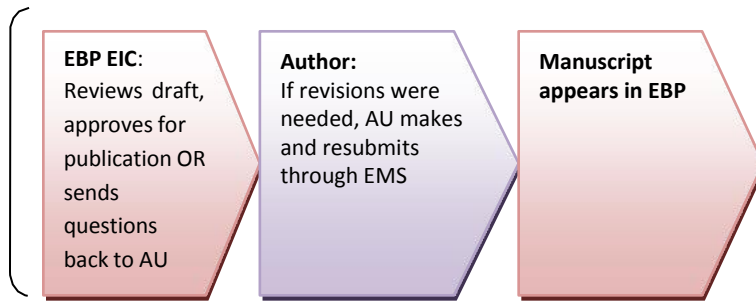 EBP EIC:
Reviews draft,
approves for
publication OR
sends
questions
back to AU
Author:
If revisions were
needed, AU makes
and resubmits
through EMS
Manuscript
appears in EBP